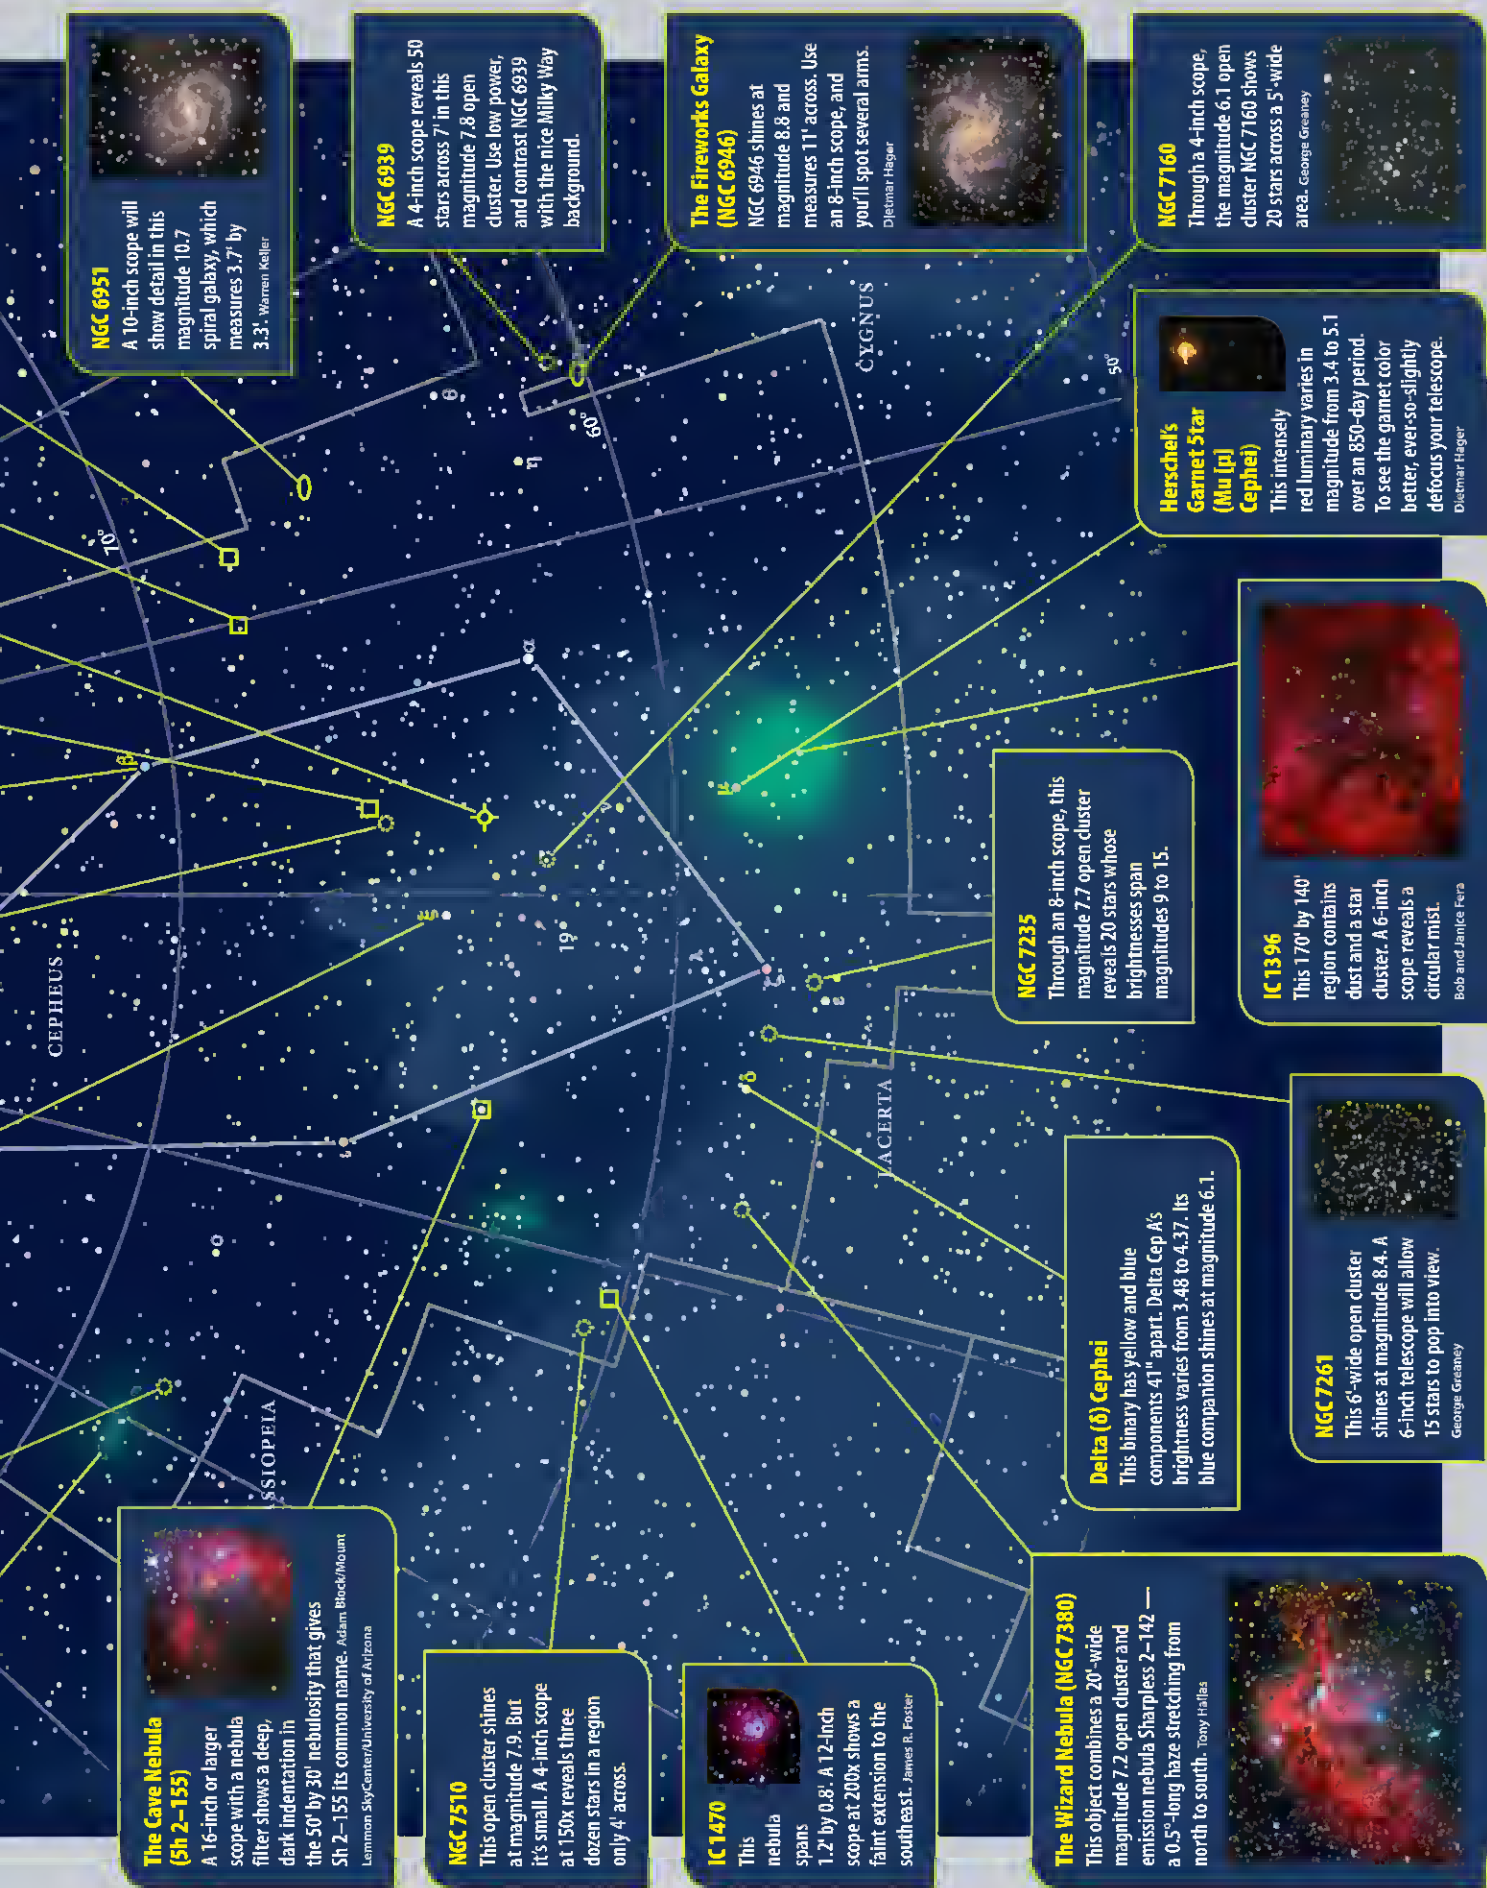 NGC 6951
A 10-inch scope will
show detail in this
magnitude 10.7
spiral galaxy, which
measures 3.7' by
3.3'. Warren Keller
NGC 6939
A 4-inch scope reveals 50
stars across 7' in this
magnitude 7.8 open
cluster. Use low power,
and contrast NGC 6939
with the nice Milky Way
background.
The Fireworks Galaxy
(NGC 6946)
NGC 6946 shines at
magnitude 8.8 and
measures 11' across. Use
an 8-inch scope, and
you'll spot several arms.
Dietmar Hager
NGC 7160
Through a 4-inch scope,
the magnitude 6.1 open
cluster NGC 7160 shows
20 stars across a 5'-wide
area. George Greaney
Herschel's
Garnet Star
(Mu [μ]
Cephei)
This intensely
red luminary varies in
magnitude from 3.4 to 5.1
over an 850-day period.
To see the garnet color
better, ever-so-slightly
defocus your telescope.
Dietmar Hager
IC 1396
This 170' by 140'
region contains
dust and a star
cluster. A 6-inch
scope reveals a
circular mist.
Bob and Janice Fera
NGC 7235
Through an 8-inch scope, this
magnitude 7.7 open cluster
reveals 20 stars whose
brightnesses span
magnitudes 9 to 15.
NGC 7261
This 6'-wide open cluster
shines at magnitude 8.4. A
6-inch telescope will allow
15 stars to pop into view.
George Greaney
Delta (δ) Cephei
This binary has yellow and blue
components 41" apart. Delta Cep A's
brightness varies from 3.48 to 4.37. Its
blue companion shines at magnitude 6.1.
The Wizard Nebula (NGC 7380)
This object combines a 20'-wide
magnitude 7.2 open cluster and
emission nebula Sharpless 2–142 —
a 0.5°-long haze stretching from
north to south. Tony Hallas
IC 1470
This
nebula
spans
1.2' by 0.8'. A 12-inch
scope at 200x shows a
faint extension to the
southeast. James R. Foster
NGC 7510
This open cluster shines
at magnitude 7.9. But
it's small. A 4-inch scope
at 150x reveals three
dozen stars in a region
only 4' across.
The Cave Nebula
(Sh 2–155)
A 16-inch or larger
scope with a nebula
filter shows a deep,
dark indentation in
the 50' by 30' nebulosity that gives
Sh 2–155 its common name. Adam Block/Mount
Lemmon SkyCenter/University of Arizona
CEPHEUS
CYGNUS
LACERTA
SSIOPEIA
70°
60°
50°
β
α
θ
η
μ
ν
ξ
19
λ
ζ
ε
δ
ι
ο